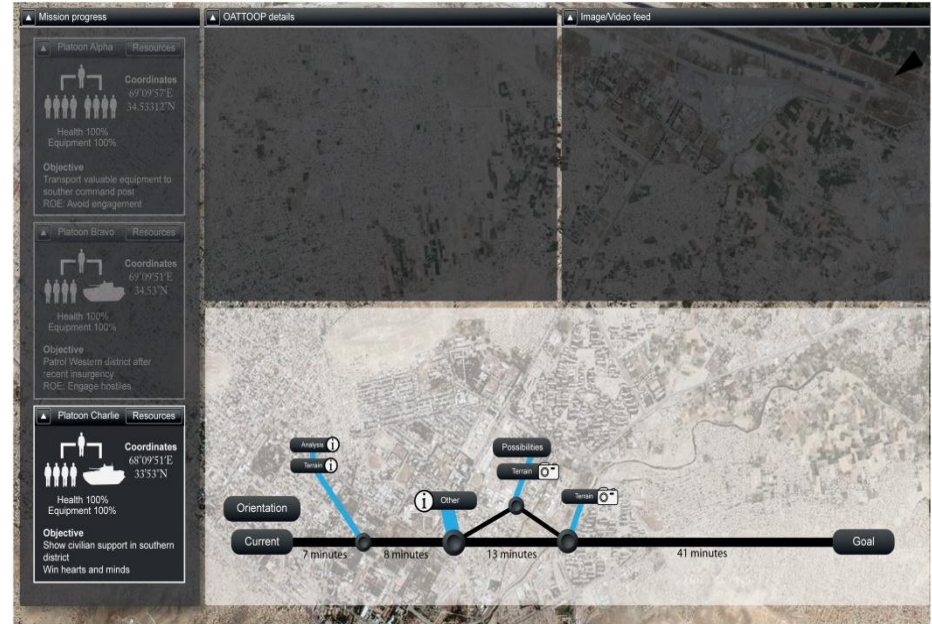 Mission progress
Platoon Alpha Resources
Coordinates
69°09'57"E
34.53312°N
Health 100%
Equipment 100%
Objective
Transport valuable equipment to
souther command post
ROE: Avoid engagement
Platoon Bravo Resources
Coordinates
69°09'51"E
34.53°N
Health 100%
Equipment 100%
Objective
Patrol Western district after
recent insurgency
ROE: Engage hostiles
Platoon Charlie Resources
Coordinates
68°09'51"E
33'53"N
Health 100%
Equipment 100%
Objective
Show civilian support in southern
district
Win hearts and minds
OATTOOP details
Image/Video feed
Analysis i
Terrain i
Possibilities
Terrain
i Other
Terrain
Orientation
Current
7 minutes
8 minutes
13 minutes
41 minutes
Goal